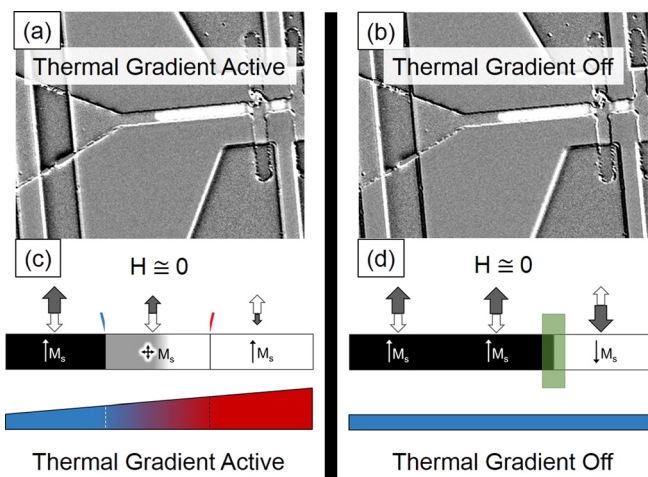 (a)
Thermal Gradient Active
(b)
Thermal Gradient Off
(c)
H ≅ 0
↑Ms
Ms
↑Ms
Thermal Gradient Active
(d)
H ≅ 0
↑Ms
↑Ms
↓Ms
Thermal Gradient Off